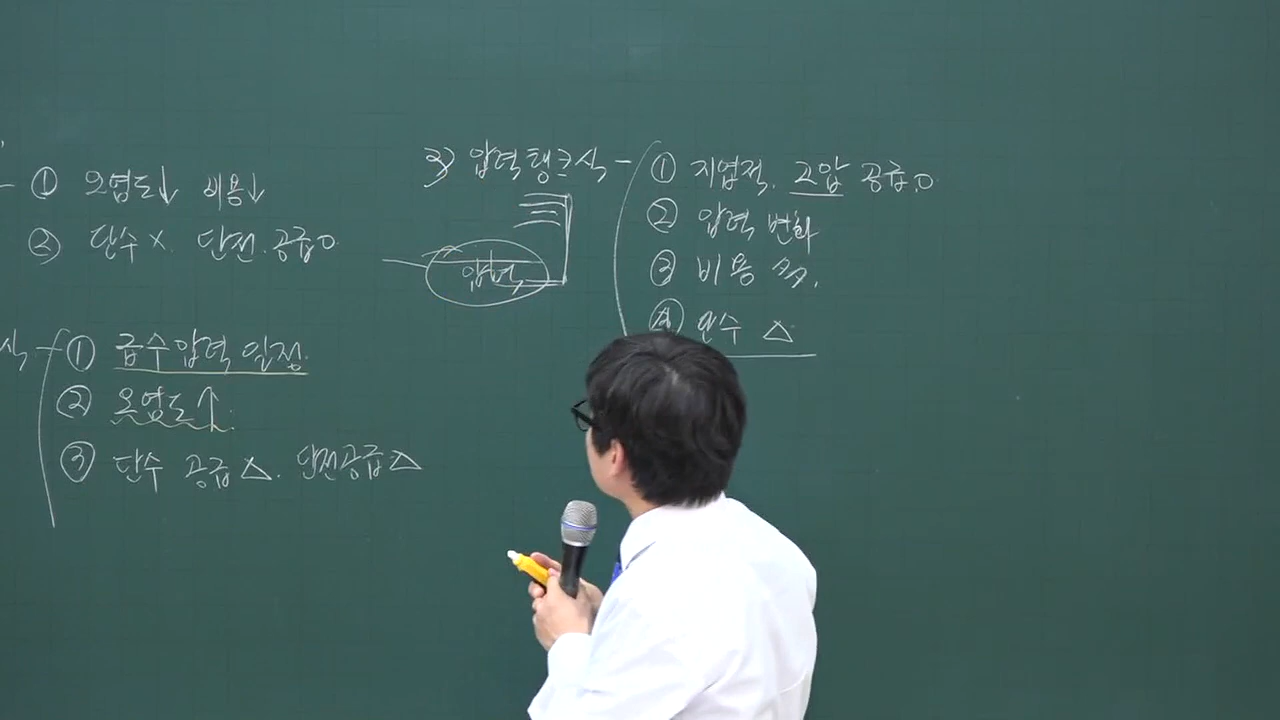 ① 오염도↓ 비용↓
② 단수 X. 단전.공급O.
식 ① 급수압력 일정.
② 오염도↑.
③ 단수 공급△. 단전공급△
3) 압력탱크식 - ① 지엽적. 고압 공급.O.
② 압력 변화
③ 비용 多.
④ 단수 △
압력